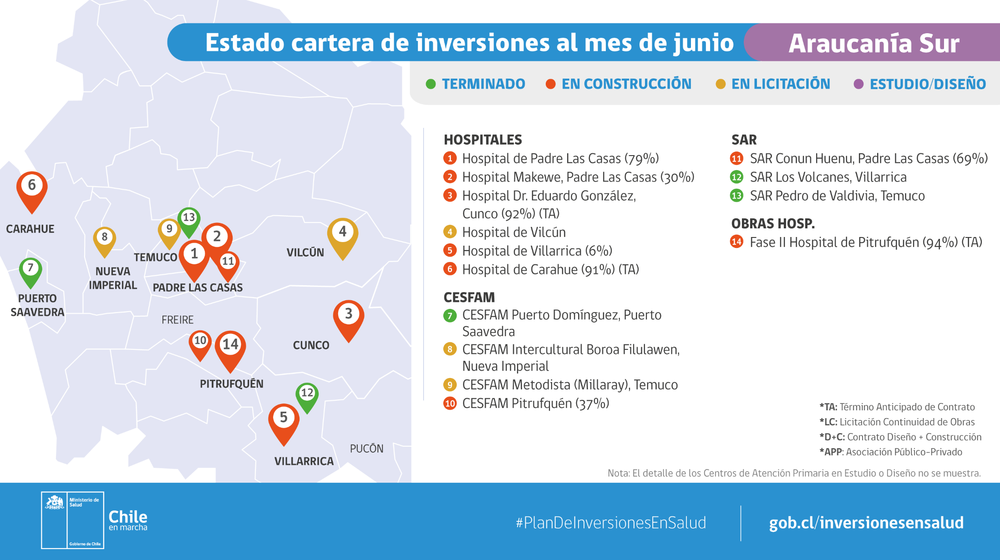 Estado cartera de inversiones al mes de junio
Araucanía Sur
TERMINADO
EN CONSTRUCCIÓN
EN LICITACIÓN
ESTUDIO/DISEÑO
6
CARAHUE
7
PUERTO
SAAVEDRA
8
NUEVA
IMPERIAL
9
13
TEMUCO
1
2
11
PADRE LAS CASAS
4
VILCÚN
FREIRE
3
CUNCO
10
14
PITRUFQUÉN
12
5
VILLARRICA
PUCÓN
HOSPITALES
1 Hospital de Padre Las Casas (79%)
2 Hospital Makewe, Padre Las Casas (30%)
3 Hospital Dr. Eduardo González,
Cunco (92%) (TA)
4 Hospital de Vilcún
5 Hospital de Villarrica (6%)
6 Hospital de Carahue (91%) (TA)
CESFAM
7 CESFAM Puerto Domínguez, Puerto
Saavedra
8 CESFAM Intercultural Boroa Filulawen,
Nueva Imperial
9 CESFAM Metodista (Millaray), Temuco
10 CESFAM Pitrufquén (37%)
SAR
11 SAR Conun Huenu, Padre Las Casas (69%)
12 SAR Los Volcanes, Villarrica
13 SAR Pedro de Valdivia, Temuco
OBRAS HOSP.
14 Fase II Hospital de Pitrufquén (94%) (TA)
*TA: Término Anticipado de Contrato
*LC: Licitación Continuidad de Obras
*D+C: Contrato Diseño + Construcción
*APP: Asociación Público-Privado
Nota: El detalle de los Centros de Atención Primaria en Estudio o Diseño no se muestra.
Ministerio de
Salud
Gobierno de Chile
Chile
en marcha
#PlanDeInversionesEnSalud
gob.cl/inversionesensalud